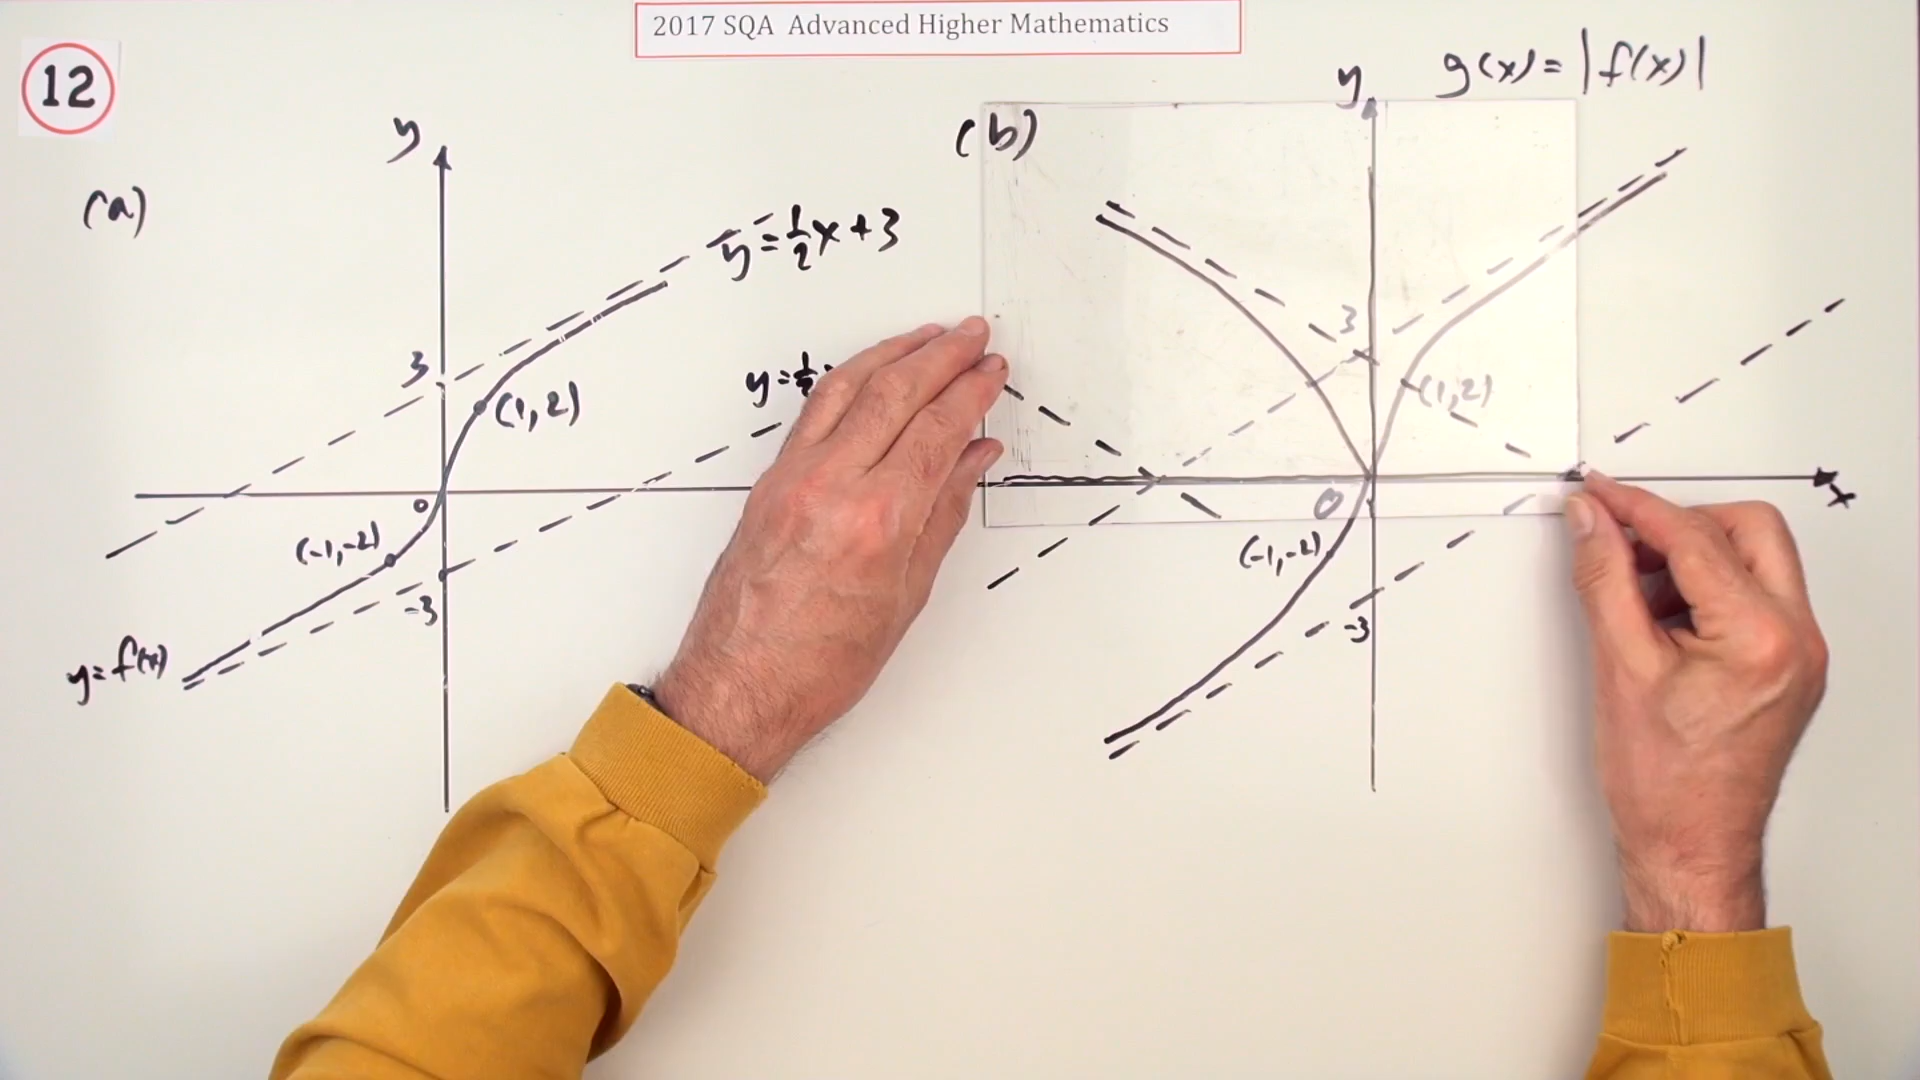 2017 SQA Advanced Higher Mathematics
12
(a)
y
y = 1/2 x + 3
3
(1, 2)
0
(-1, -2)
-3
y = f(x)
(b)
y
g(x) = |f(x)|
3
(1, 2)
0
x
(-1, -2)
-3